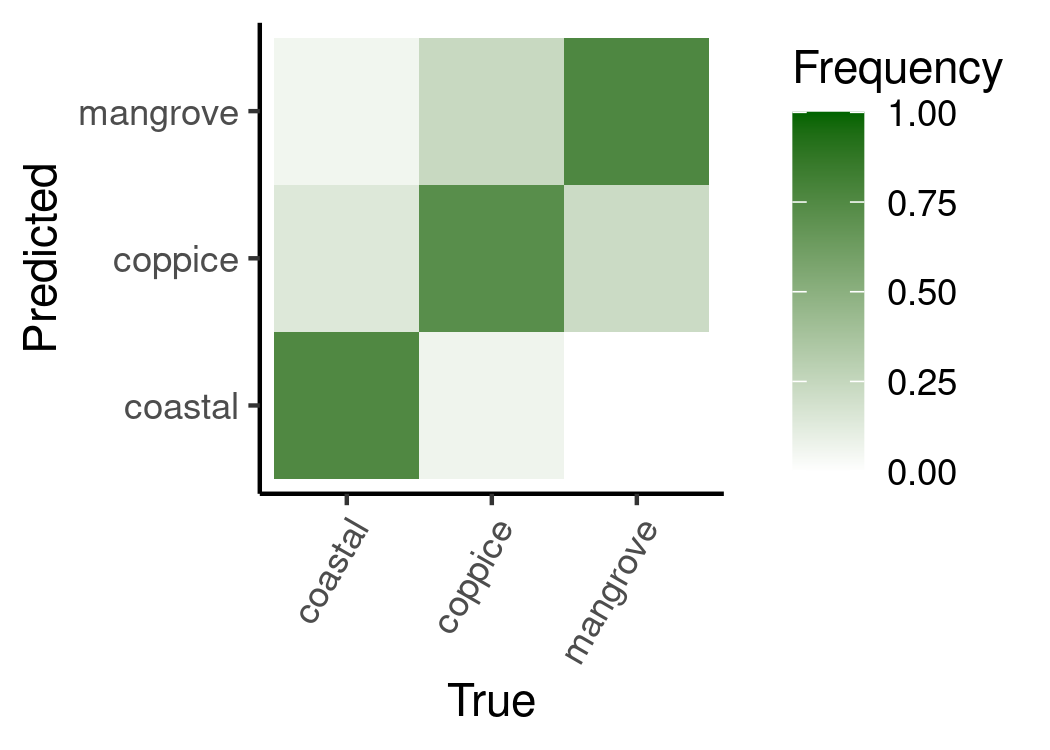 Predicted
mangrove
coppice
coastal
coastal
coppice
mangrove
True
Frequency
1.00
0.75
0.50
0.25
0.00